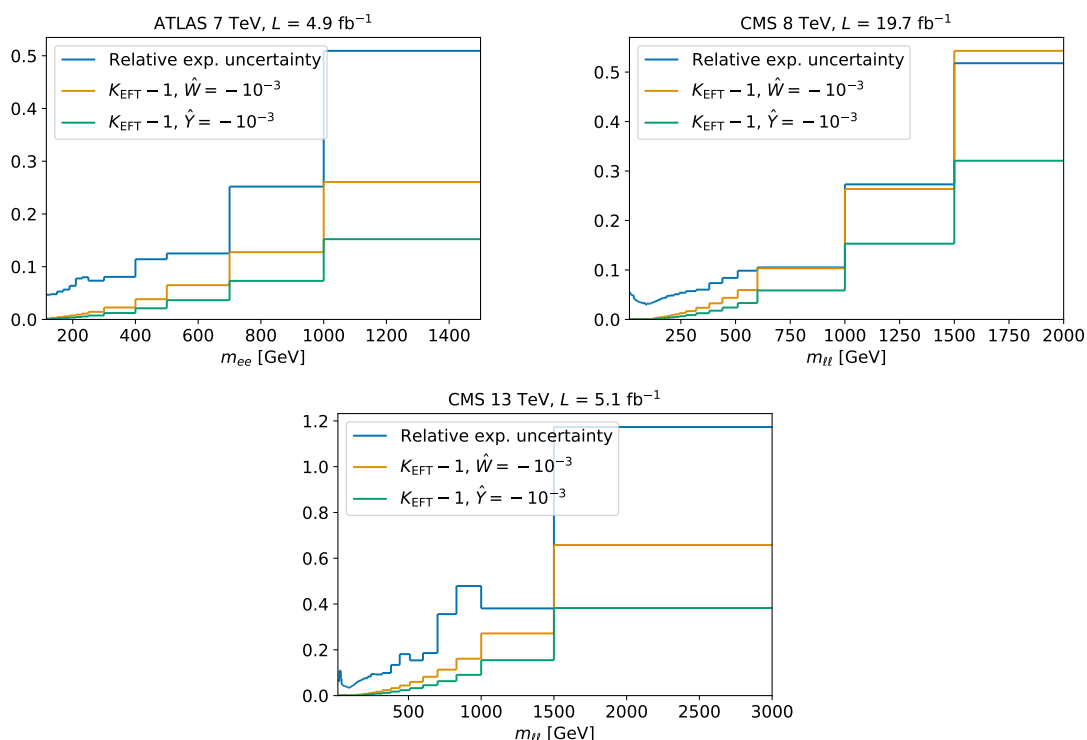 ATLAS 7 TeV, L = 4.9 fb⁻¹
0.5
0.4
0.3
0.2
0.1
0.0
Relative exp. uncertainty
K_EFT − 1, Ŵ = −10⁻³
K_EFT − 1, Ŷ = −10⁻³
200 400 600 800 1000 1200 1400
m_ee [GeV]
CMS 8 TeV, L = 19.7 fb⁻¹
0.5
0.4
0.3
0.2
0.1
0.0
Relative exp. uncertainty
K_EFT − 1, Ŵ = −10⁻³
K_EFT − 1, Ŷ = −10⁻³
250 500 750 1000 1250 1500 1750 2000
m_ℓℓ [GeV]
CMS 13 TeV, L = 5.1 fb⁻¹
1.2
1.0
0.8
0.6
0.4
0.2
0.0
Relative exp. uncertainty
K_EFT − 1, Ŵ = −10⁻³
K_EFT − 1, Ŷ = −10⁻³
500 1000 1500 2000 2500 3000
m_ℓℓ [GeV]